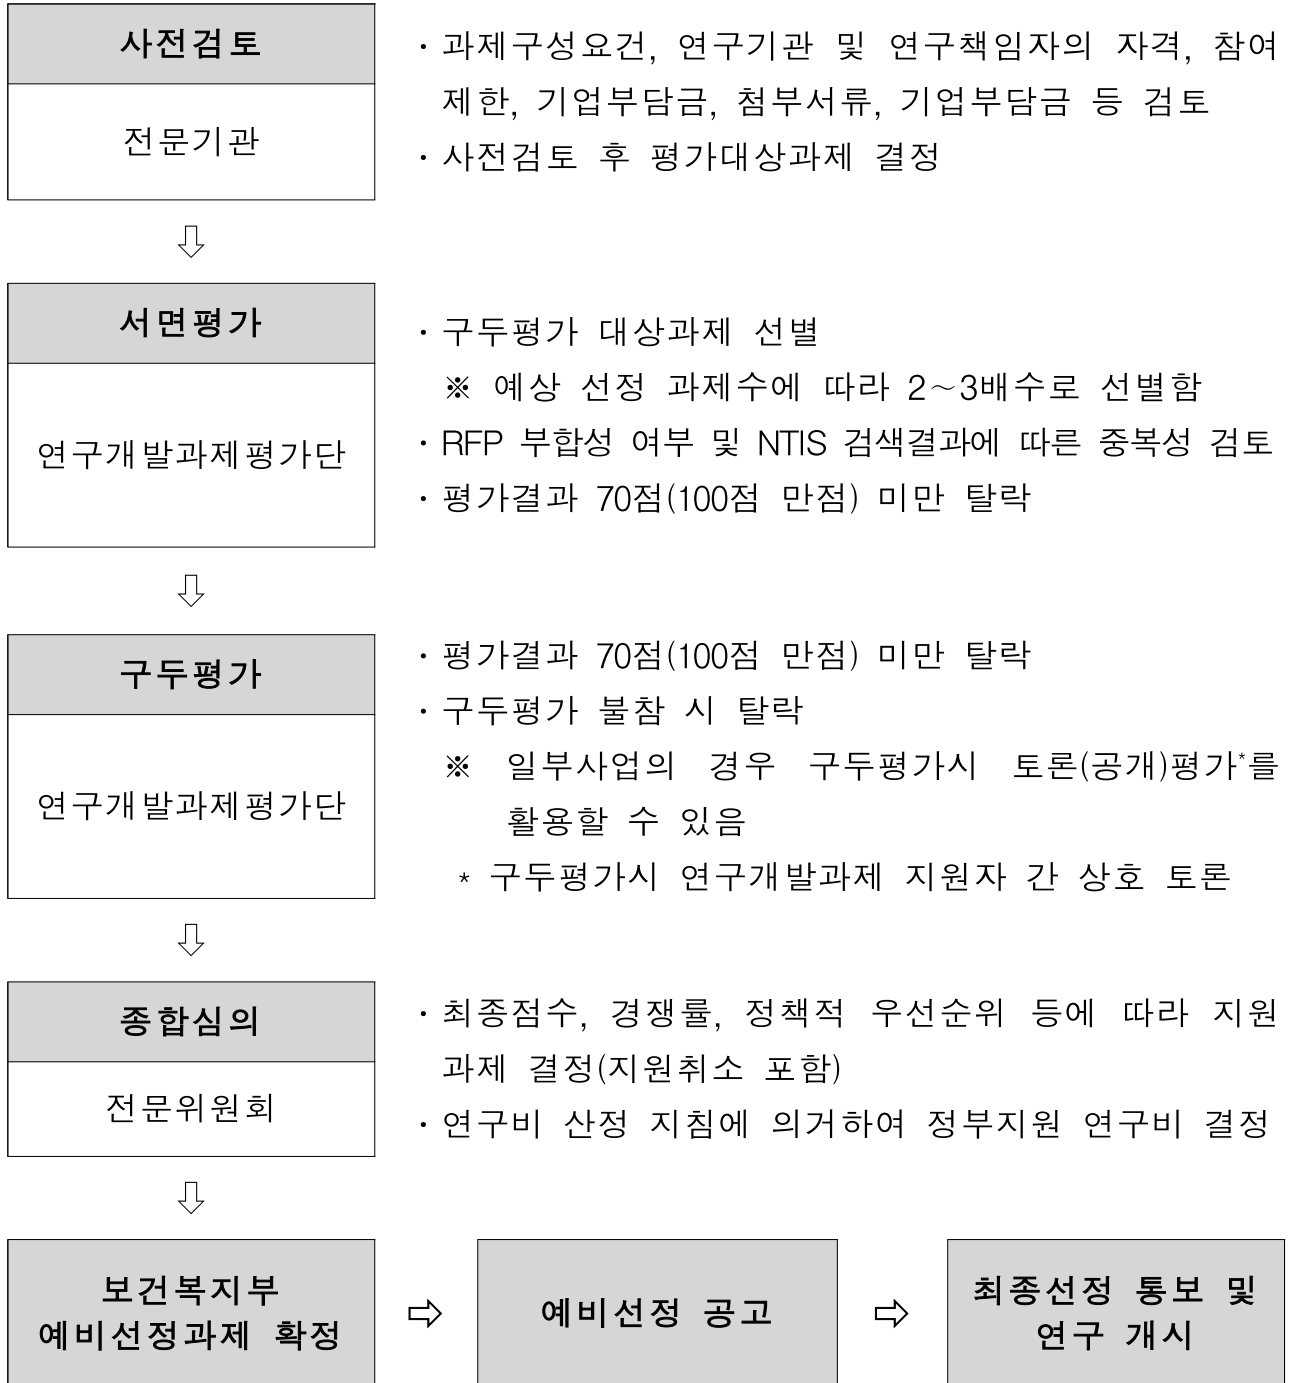 사전검토
전문기관
· 과제구성요건, 연구기관 및 연구책임자의 자격, 참여
제한, 기업부담금, 첨부서류, 기업부담금 등 검토
· 사전검토 후 평가대상과제 결정
⇩
서면평가
연구개발과제평가단
· 구두평가 대상과제 선별
※ 예상 선정 과제수에 따라 2~3배수로 선별함
· RFP 부합성 여부 및 NTIS 검색결과에 따른 중복성 검토
· 평가결과 70점(100점 만점) 미만 탈락
⇩
구두평가
연구개발과제평가단
· 평가결과 70점(100점 만점) 미만 탈락
· 구두평가 불참 시 탈락
※ 일부사업의 경우 구두평가시 토론(공개)평가*를
활용할 수 있음
* 구두평가시 연구개발과제 지원자 간 상호 토론
⇩
종합심의
전문위원회
· 최종점수, 경쟁률, 정책적 우선순위 등에 따라 지원
과제 결정(지원취소 포함)
· 연구비 산정 지침에 의거하여 정부지원 연구비 결정
⇩
보건복지부
예비선정과제 확정
⇨
예비선정 공고
⇨
최종선정 통보 및
연구 개시